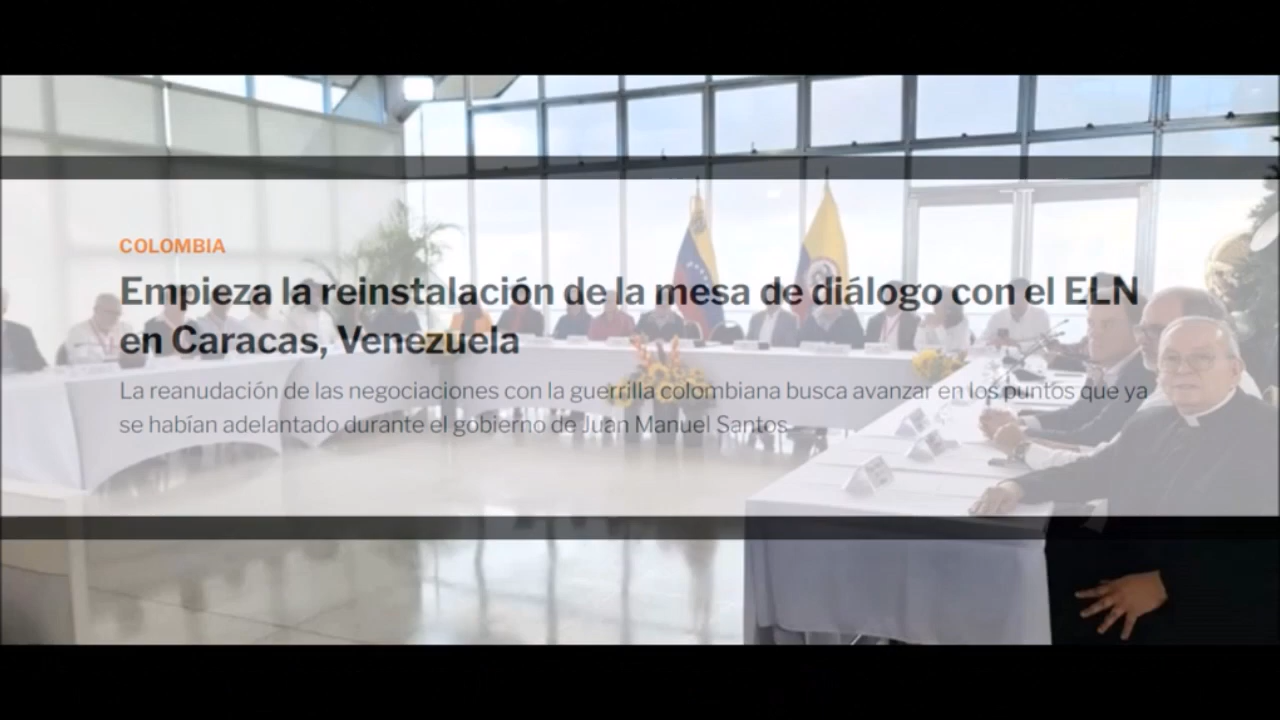 COLOMBIA
Empieza la reinstalación de la mesa de diálogo con el ELN
en Caracas, Venezuela
La reanudación de las negociaciones con la guerrilla colombiana busca avanzar en los puntos que ya
se habían adelantado durante el gobierno de Juan Manuel Santos.